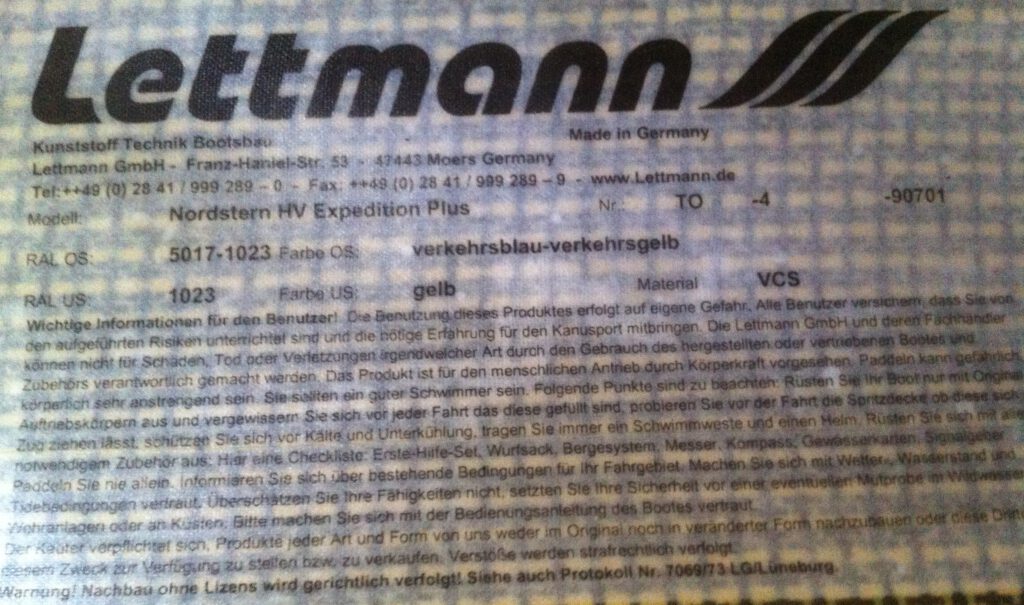 Lettmann
Kunststoff Technik Bootsbau Made in Germany
Lettmann GmbH - Franz-Haniel-Str. 53 - 47443 Moers Germany
Tel:++49 (0) 28 41 / 999 289 - 0 - Fax: ++49 (0) 28 41 / 999 289 - 9 - www.Lettmann.de
Modell: Nordstern HV Expedition Plus Nr.: TO -4 -90701
RAL OS: 5017-1023 Farbe OS: verkehrsblau-verkehrsgelb
RAL US: 1023 Farbe US: gelb Material VCS
Wichtige Informationen für den Benutzer! Die Benutzung dieses Produktes erfolgt auf eigene Gefahr. Alle Benutzer versichern, dass Sie von
den aufgeführten Risiken unterrichtet sind und die nötige Erfahrung für den Kanusport mitbringen. Die Lettmann GmbH und deren Fachhändler
können nicht für Schäden, Tod oder Verletzungen irgendwelcher Art durch den Gebrauch des hergestellten oder vertriebenen Bootes und
Zubehörs verantwortlich gemacht werden. Das Produkt ist für den menschlichen Antrieb durch Körperkraft vorgesehen. Paddeln kann gefährlich
körperlich sehr anstrengend sein. Sie sollten ein guter Schwimmer sein. Folgende Punkte sind zu beachten: Rüsten Sie Ihr Boot nur mit Original
Auftriebskörpern aus und vergewissern Sie sich vor jeder Fahrt das diese gefüllt sind, probieren Sie vor der Fahrt die Spritzdecke ob diese sich
Zug ziehen lässt, schützen Sie sich vor Kälte und Unterkühlung, tragen Sie immer ein Schwimmweste und einen Helm, Rüsten Sie sich mit
notwendigem Zubehör aus: Hier eine Checkliste: Erste-Hilfe-Set, Wurfsack, Bergesystem, Messer, Kompass, Gewässerkarten, Signalgeber
Paddeln Sie nie allein. Informieren Sie sich über bestehende Bedingungen für Ihr Fahrgebiet. Machen Sie sich mit Wetter-, Wasserstand und
Tidebedingungen vertraut. Überschätzen Sie Ihre Fähigkeiten nicht, setzten Sie Ihre Sicherheit vor einer eventuellen Mutprobe im
Wehranlagen oder an Küsten. Bitte machen Sie sich mit der Bedienungsanleitung des Bootes vertraut.
Der Käufer verpflichtet sich, Produkte jeder Art und Form von uns weder im Original noch in veränderter Form nachzubauen oder diese
diesem Zweck zur Verfügung zu stellen bzw. zu verkaufen. Verstöße werden strafrechtlich verfolgt.
Warnung! Nachbau ohne Lizens wird gerichtlich verfolgt! Siehe auch Protokoll Nr. 7069/73 LG/Lüneburg.